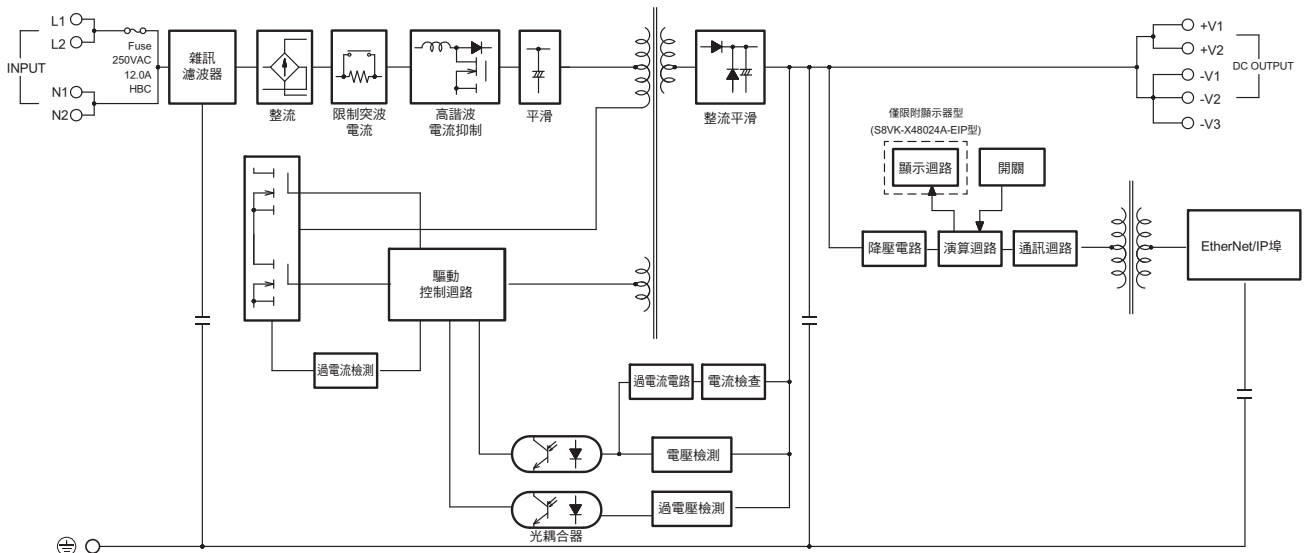 L1
L2
INPUT
N1
N2
Fuse
250VAC
12.0A
HBC
雜訊
濾波器
整流
限制突波
電流
高諧波
電流抑制
平滑
整流平滑
+V1
+V2
DC OUTPUT
-V1
-V2
-V3
僅限附顯示器型
(S8VK-X48024A-EIP型)
顯示迴路
開關
降壓電路
演算迴路
通訊迴路
EtherNet/IP埠
驅動
控制迴路
過電流檢測
過電流電路
電流檢查
電壓檢測
過電壓檢測
光耦合器